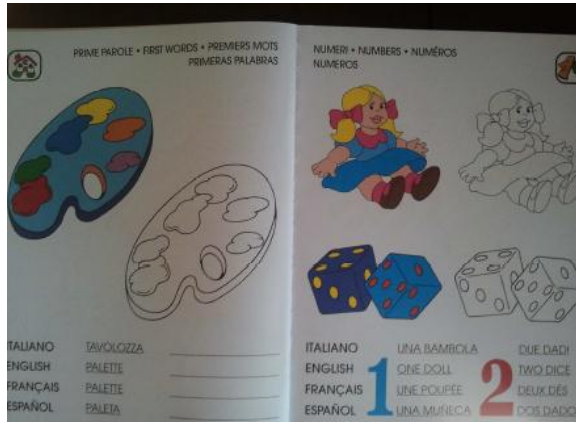 PRIME PAROLE • FIRST WORDS • PREMIERS MOTS
PRIMERAS PALABRAS
ITALIANO TAVOLOZZA
ENGLISH PALETTE
FRANÇAIS PALETTE
ESPAÑOL PALETA
NUMERI • NUMBERS • NUMÉROS
NUMEROS
ITALIANO UNA BAMBOLA DUE DADI
ENGLISH 1 ONE DOLL 2 TWO DICE
FRANÇAIS UNE POUPÉE DEUX DÉS
ESPAÑOL UNA MUÑECA DOS DADO